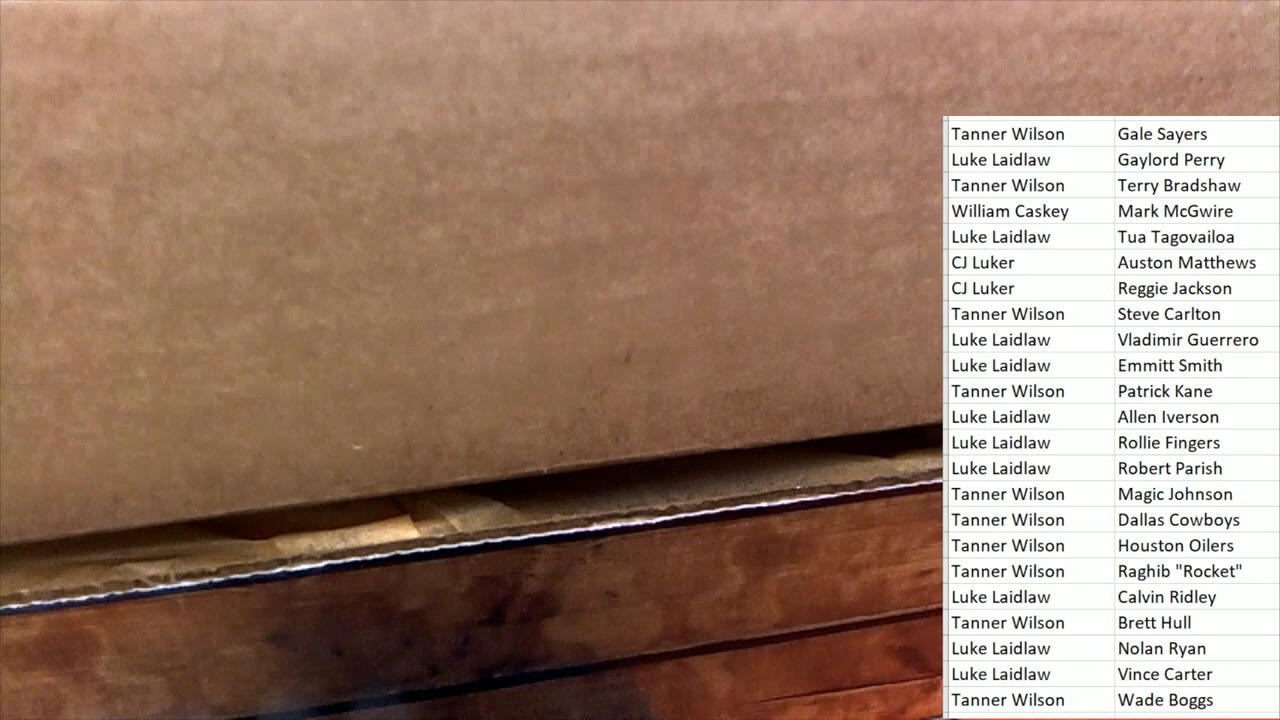 Tanner Wilson Gale Sayers
Luke Laidlaw Gaylord Perry
Tanner Wilson Terry Bradshaw
William Caskey Mark McGwire
Luke Laidlaw Tua Tagovailoa
CJ Luker Auston Matthews
CJ Luker Reggie Jackson
Tanner Wilson Steve Carlton
Luke Laidlaw Vladimir Guerrero
Luke Laidlaw Emmitt Smith
Tanner Wilson Patrick Kane
Luke Laidlaw Allen Iverson
Luke Laidlaw Rollie Fingers
Luke Laidlaw Robert Parish
Tanner Wilson Magic Johnson
Tanner Wilson Dallas Cowboys
Tanner Wilson Houston Oilers
Tanner Wilson Raghib "Rocket"
Luke Laidlaw Calvin Ridley
Tanner Wilson Brett Hull
Luke Laidlaw Nolan Ryan
Luke Laidlaw Vince Carter
Tanner Wilson Wade Boggs